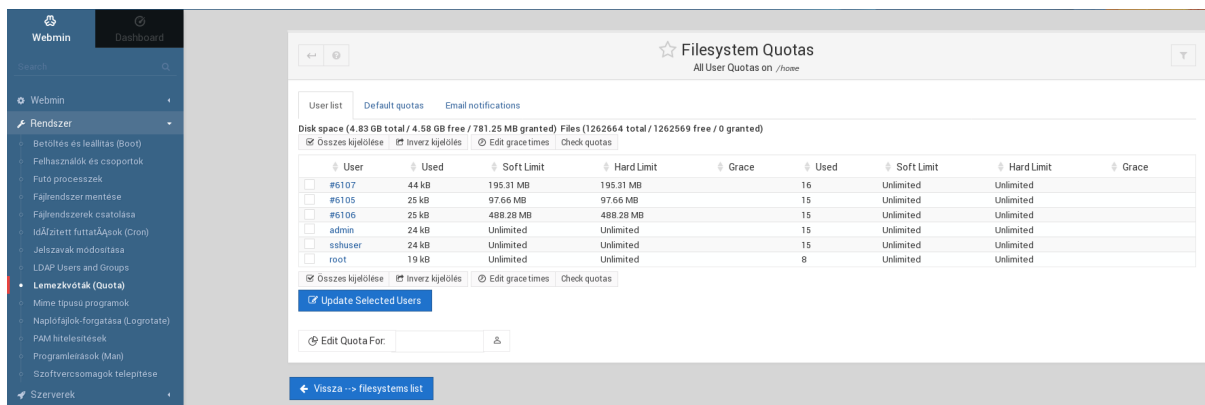 Webmin
Dashboard
Search
Webmin
Rendszer
Betöltés és leállítás (Boot)
Felhasználók és csoportok
Futó processzek
Fájlrendszer mentése
Fájlrendszerek csatolása
IdÅ‘zitett futtatÃ¡sok (Cron)
Jelszavak módosítása
LDAP Users and Groups
Lemezkvóták (Quota)
Mime típusú programok
Naplófájlok-forgatása (Logrotate)
PAM hitelesítések
Programleírások (Man)
Szoftvercsomagok telepítése
Szerverek
Filesystem Quotas
All User Quotas on /home
User list Default quotas Email notifications
Disk space (4.83 GB total / 4.58 GB free / 781.25 MB granted) Files (1262664 total / 1262569 free / 0 granted)
Összes kijelölése Inverz kijelölés Edit grace times Check quotas
User Used Soft Limit Hard Limit Grace Used Soft Limit Hard Limit Grace
#6107 44 kB 195.31 MB 195.31 MB 16 Unlimited Unlimited
#6105 25 kB 97.66 MB 97.66 MB 15 Unlimited Unlimited
#6106 25 kB 488.28 MB 488.28 MB 15 Unlimited Unlimited
admin 24 kB Unlimited Unlimited 15 Unlimited Unlimited
sshuser 24 kB Unlimited Unlimited 15 Unlimited Unlimited
root 19 kB Unlimited Unlimited 8 Unlimited Unlimited
Összes kijelölése Inverz kijelölés Edit grace times Check quotas
Update Selected Users
Edit Quota For:
Vissza --> filesystems list